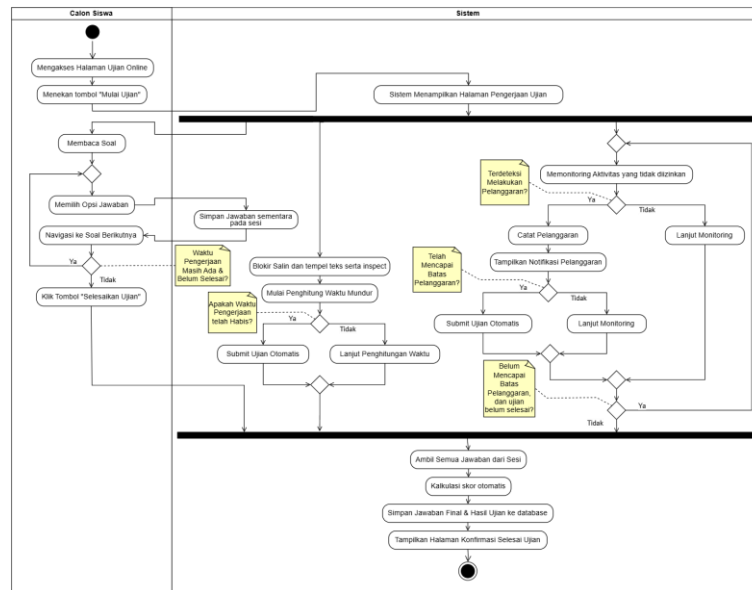 Calon Siswa
Sistem
Mengakses Halaman Ujian Online
Menekan tombol "Mulai Ujian"
Sistem Menampilkan Halaman Pengerjaan Ujian
Membaca Soal
Memilih Opsi Jawaban
Simpan Jawaban sementara
pada sesi
Navigasi ke Soal Berikutnya
Ya
Tidak
Waktu
Pengerjaan
Masih Ada &
Belum Selesai?
Klik Tombol "Selesaikan Ujian"
Blokir Salin dan tempel teks serta inspect
Mulai Penghitung Waktu Mundur
Apakah Waktu
Pengerjaan
telah Habis?
Ya
Tidak
Submit Ujian Otomatis
Lanjut Penghitungan Waktu
Memonitoring Aktivitas yang tidak diizinkan
Terdeteksi
Melakukan
Pelanggaran?
Ya
Tidak
Catat Pelanggaran
Lanjut Monitoring
Tampilkan Notifikasi Pelanggaran
Telah
Mencapai
Batas
Pelanggaran?
Ya
Tidak
Submit Ujian Otomatis
Lanjut Monitoring
Belum
Mencapai
Batas
Pelanggaran,
dan ujian
belum selesai?
Ya
Tidak
Ambil Semua Jawaban dari Sesi
Kalkulasi skor otomatis
Simpan Jawaban Final & Hasil Ujian ke database
Tampilkan Halaman Konfirmasi Selesai Ujian